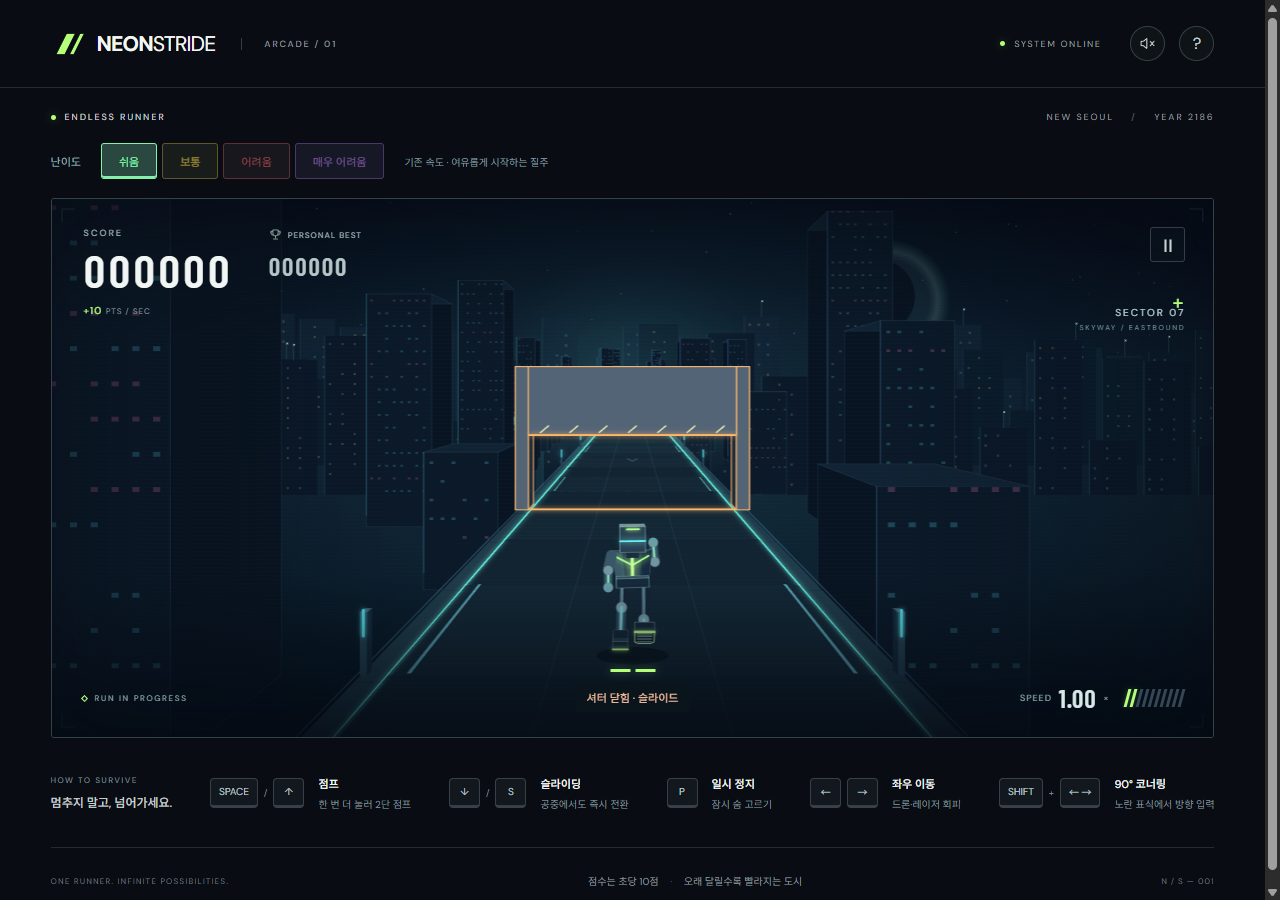 NEONSTRIDE
ARCADE / 01
SYSTEM ONLINE
?
ENDLESS RUNNER
NEW SEOUL / YEAR 2186
난이도
쉬움
보통
어려움
매우 어려움
기존 속도 · 여유롭게 시작하는 질주
SCORE
000000
+10 PTS / SEC
PERSONAL BEST
000000
SECTOR 07
SKYWAY / EASTBOUND
RUN IN PROGRESS
셔터 닫힘 · 슬라이드
SPEED 1.00 ×
HOW TO SURVIVE
멈추지 말고, 넘어가세요.
SPACE / ↑
점프
한 번 더 눌러 2단 점프
↓ / S
슬라이딩
공중에서도 즉시 전환
P
일시 정지
잠시 숨 고르기
← →
좌우 이동
드론·레이저 회피
SHIFT + ←→
90° 코너링
노란 표식에서 방향 입력
ONE RUNNER. INFINITE POSSIBILITIES.
점수는 초당 10점 · 오래 달릴수록 빨라지는 도시
N / S — 001